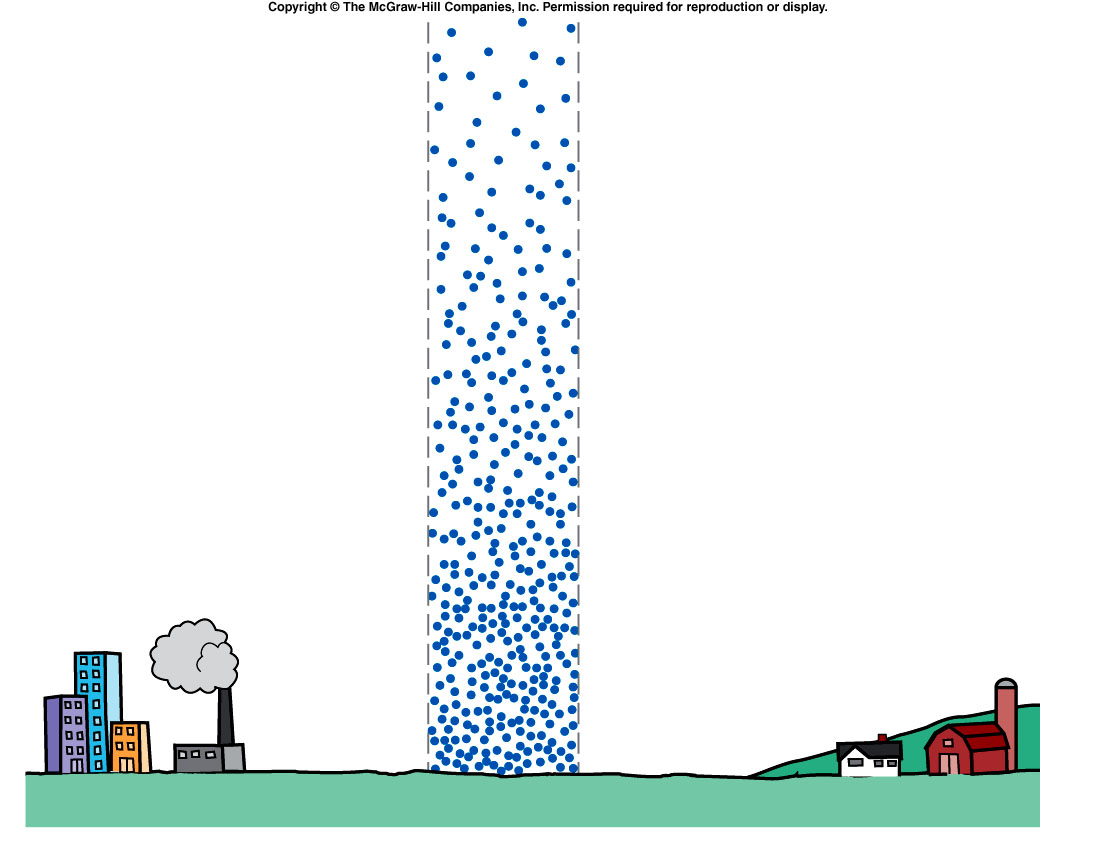 Copyright © The McGraw-Hill Companies, Inc. Permission required for reproduction or display.